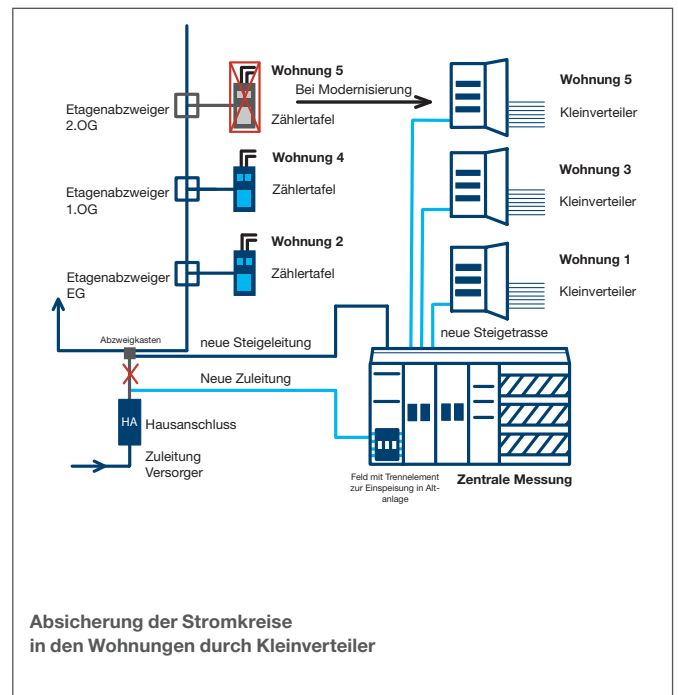 Wohnung 5
Bei Modernisierung
Zählertafel
Etagenabzweiger
2.OG
Wohnung 5
Kleinverteiler
Wohnung 4
Zählertafel
Etagenabzweiger
1.OG
Wohnung 3
Kleinverteiler
Wohnung 2
Zählertafel
Etagenabzweiger
EG
Wohnung 1
Kleinverteiler
Abzweigkasten
neue Steigeleitung
neue Steigetrasse
Neue Zuleitung
HA
Hausanschluss
Zuleitung
Versorger
Feld mit Trennelement
zur Einspeisung in Alt-
anlage
Zentrale Messung
Absicherung der Stromkreise
in den Wohnungen durch Kleinverteiler